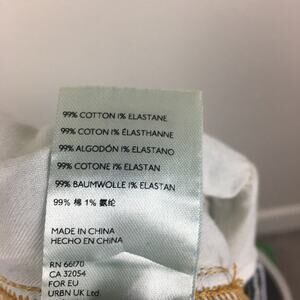 99% COTTON 1% ELASTANE
99% COTON 1% ÉLASTHANNE
99% ALGODÓN 1% ELASTANO
99% COTONE 1% ELASTAN
99% BAUMWOLLE 1% ELASTAN
99% 棉 1% 氨纶
MADE IN CHINA
HECHO EN CHINA
RN 66170
CA 32054
FOR EU
URBN UK Ltd.